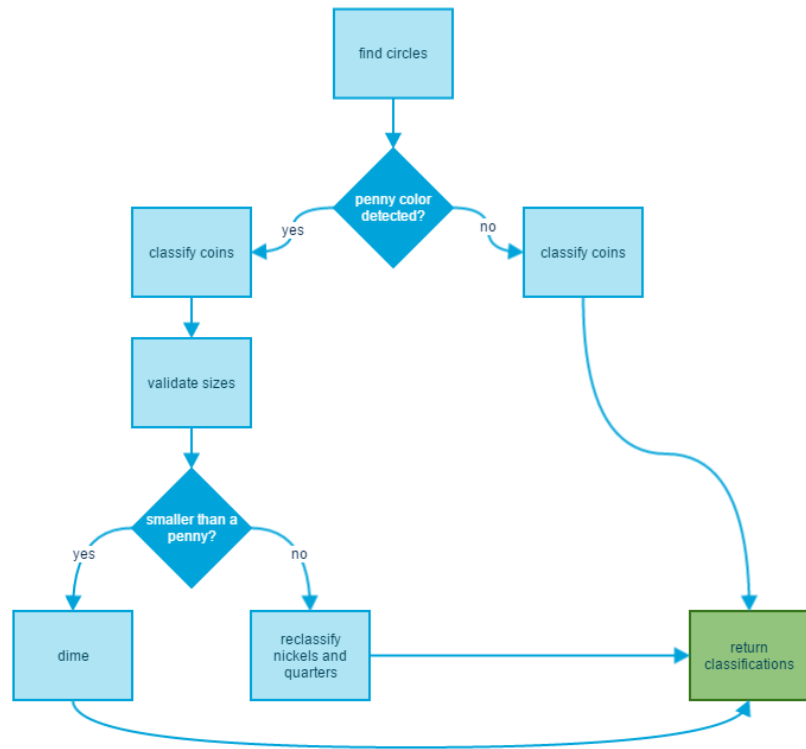 find circles
penny color
detected?
yes
no
classify coins
classify coins
validate sizes
smaller than a
penny?
yes
no
dime
reclassify
nickels and
quarters
return
classifications